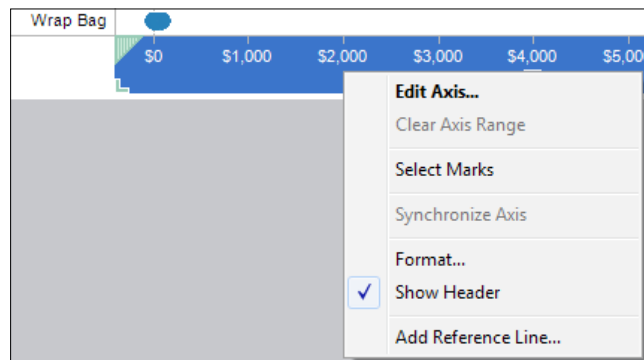 Wrap Bag
$0 $1,000 $2,000 $3,000 $4,000 $5,00
Edit Axis...
Clear Axis Range
Select Marks
Synchronize Axis
Format...
Show Header
Add Reference Line...